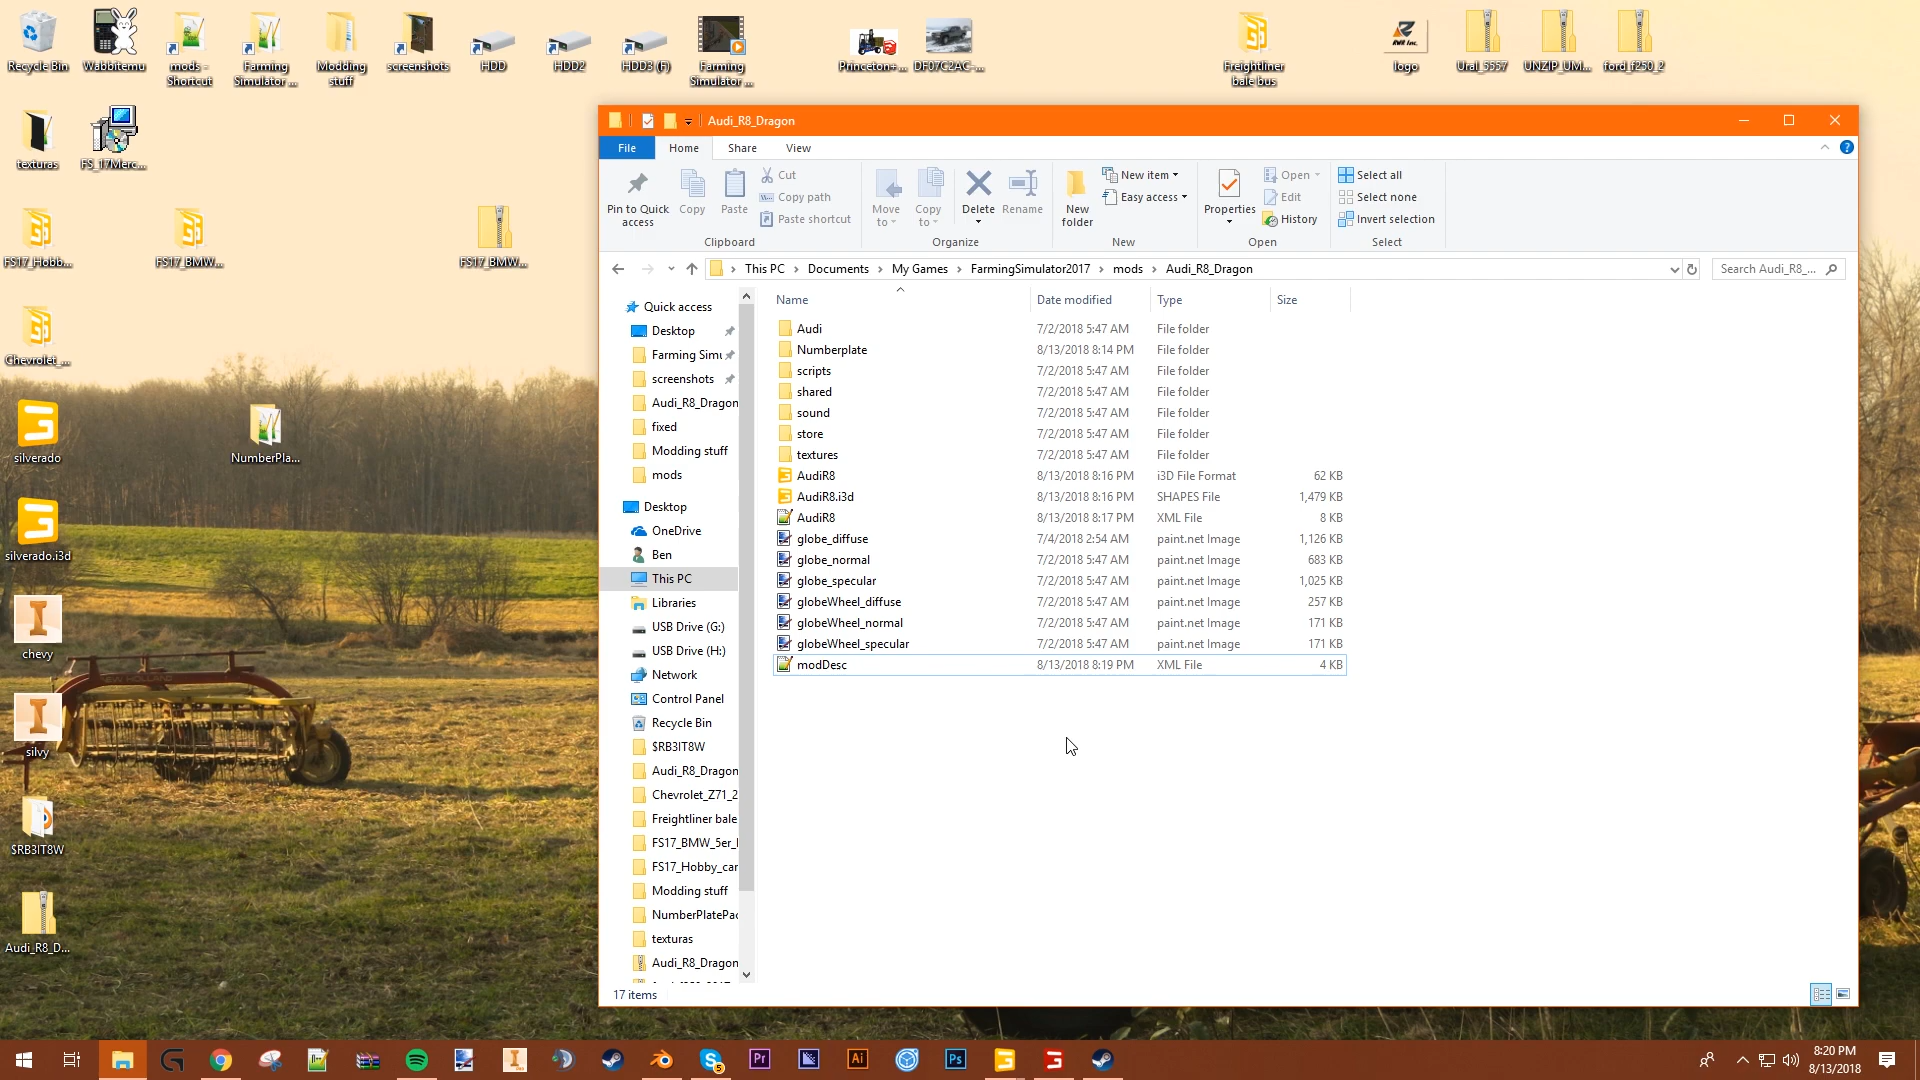 Recycle Bin
Wabbitemu
mods - Shortcut
Farming Simulator ...
Modding stuff
screenshots
HDD
HDD2
HDD3 (F)
Farming Simulator ...
Princeton+...
DF07C2AC-...
Freightliner bale bus
logo
Ural_5557
UNZIP_UM...
ford_f250_2
texturas
FS_17Merc...
FS17_Hobb...
FS17_BMW...
FS17_BMW...
Chevrolet_...
silverado
NumberPla...
silverado.i3d
chevy
silvy
$RB3IT8W
Audi_R8_D...
Audi_R8_Dragon
File
Home
Share
View
Pin to Quick access
Copy
Paste
Cut
Copy path
Paste shortcut
Clipboard
Move to
Copy to
Delete
Rename
Organize
New folder
New item
Easy access
New
Properties
Open
Edit
History
Open
Select all
Select none
Invert selection
Select
This PC
Documents
My Games
FarmingSimulator2017
mods
Audi_R8_Dragon
Search Audi_R8_...
Quick access
Desktop
Farming Simu
screenshots
Audi_R8_Dragon
fixed
Modding stuff
mods
Desktop
OneDrive
Ben
This PC
Libraries
USB Drive (G:)
USB Drive (H:)
Network
Control Panel
Recycle Bin
$RB3IT8W
Audi_R8_Dragon
Chevrolet_Z71_2
Freightliner bale
FS17_BMW_5er_
FS17_Hobby_car
Modding stuff
NumberPlatePac
texturas
Audi_R8_Dragon
Name Date modified Type Size
Audi 7/2/2018 5:47 AM File folder
Numberplate 8/13/2018 8:14 PM File folder
scripts 7/2/2018 5:47 AM File folder
shared 7/2/2018 5:47 AM File folder
sound 7/2/2018 5:47 AM File folder
store 7/2/2018 5:47 AM File folder
textures 7/2/2018 5:47 AM File folder
AudiR8 8/13/2018 8:16 PM i3D File Format 62 KB
AudiR8.i3d 8/13/2018 8:16 PM SHAPES File 1,479 KB
AudiR8 8/13/2018 8:17 PM XML File 8 KB
globe_diffuse 7/4/2018 2:54 AM paint.net Image 1,126 KB
globe_normal 7/2/2018 5:47 AM paint.net Image 683 KB
globe_specular 7/2/2018 5:47 AM paint.net Image 1,025 KB
globeWheel_diffuse 7/2/2018 5:47 AM paint.net Image 257 KB
globeWheel_normal 7/2/2018 5:47 AM paint.net Image 171 KB
globeWheel_specular 7/2/2018 5:47 AM paint.net Image 171 KB
modDesc 8/13/2018 8:19 PM XML File 4 KB
17 items
Pr
Ai
Ps
8:20 PM
8/13/2018